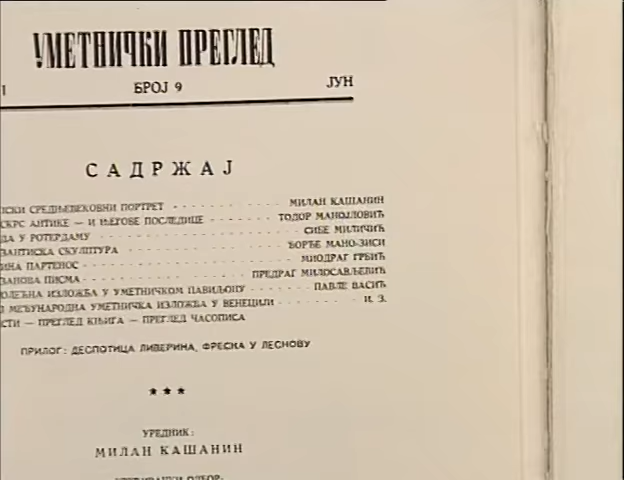 УМЕТНИЧКИ ПРЕГЛЕД
БРОЈ 9 ЈУН
САДРЖАЈ
СРЕДЊЕВЕКОВНИ ПОРТРЕТ - - - - - - - - МИЛАН КАШАНИН
АНТИКЕ — И ЊЕГОВЕ ПОСЛЕДИЦЕ - - - - - - ТОДОР МАНОЈЛОВИЋ
У РОТЕРДАМУ - - - - - - - - СИБЕ МИЛИЧИЋ
СКУЛПТУРА - - - - - - - - ЂОРЂЕ МАНО-ЗИСИ
ПАРТЕНОС - - - - - - - - МИОДРАГ ГРБИЋ
ПИСМА - - - - - - - - ПРЕДРАГ МИЛОСАВЉЕВИЋ
ИЗЛОЖБА У УМЕТНИЧКОМ ПАВИЉОНУ - - - - - - ПАВЛЕ ВАСИЋ
МЕЂУНАРОДНА УМЕТНИЧКА ИЗЛОЖБА У ВЕНЕЦИЈИ - - - - - - И. З.
— ПРЕГЛЕД КЊИГА — ПРЕГЛЕД ЧАСОПИСА
ПРИЛОГ: ДЕСПОТИЦА ЛИВЕРИНА, ФРЕСКА У ЛЕСНОВУ
★ ★ ★
УРЕДНИК:
МИЛАН КАШАНИН